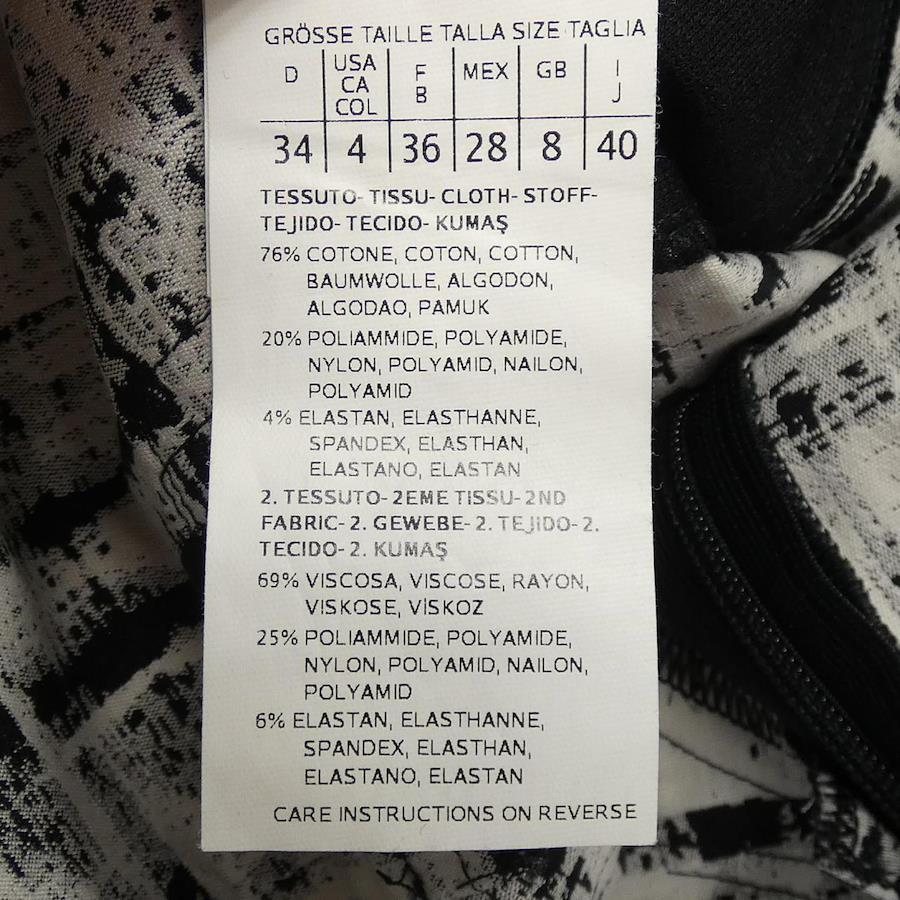 GRÖSSE TAILLE TALLA SIZE TAGLIA
D USA CA COL F B MEX GB I J
34 4 36 28 8 40
TESSUTO- TISSU- CLOTH- STOFF-
TEJIDO- TECIDO- KUMAŞ
76% COTONE, COTON, COTTON,
BAUMWOLLE, ALGODON,
ALGODAO, PAMUK
20% POLIAMMIDE, POLYAMIDE,
NYLON, POLYAMID, NAILON,
POLYAMID
4% ELASTAN, ELASTHANNE,
SPANDEX, ELASTHAN,
ELASTANO, ELASTAN
2. TESSUTO- 2EME TISSU- 2ND
FABRIC- 2. GEWEBE- 2. TEJIDO- 2.
TECIDO- 2. KUMAŞ
69% VISCOSA, VISCOSE, RAYON,
VISKOSE, VİSKOZ
25% POLIAMMIDE, POLYAMIDE,
NYLON, POLYAMID, NAILON,
POLYAMID
6% ELASTAN, ELASTHANNE,
SPANDEX, ELASTHAN,
ELASTANO, ELASTAN
CARE INSTRUCTIONS ON REVERSE